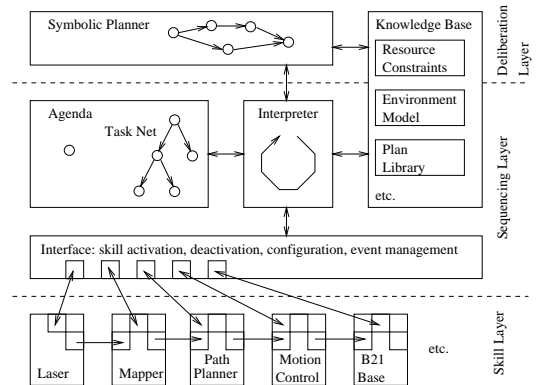 Symbolic Planner
Knowledge Base
Resource
Constraints
Deliberation
Layer
Agenda
Task Net
Interpreter
Environment
Model
Plan
Library
etc.
Sequencing Layer
Interface: skill activation, deactivation, configuration, event management
Laser
Mapper
Path
Planner
Motion
Control
B21
Base
etc.
Skill Layer